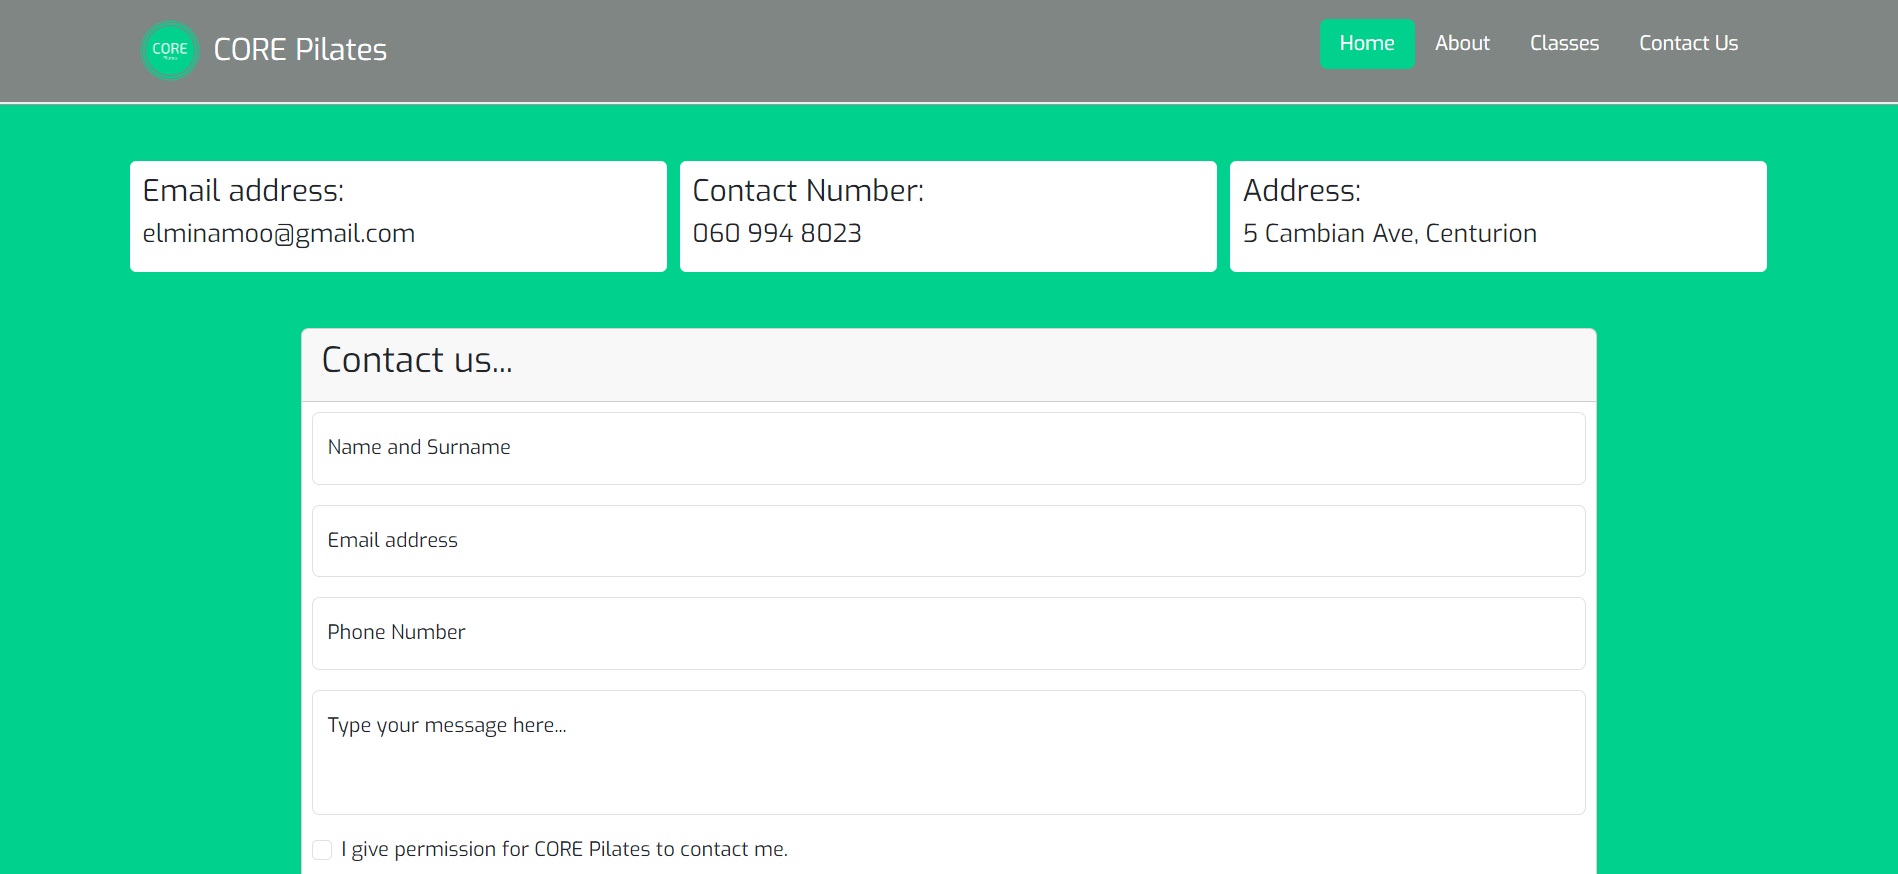 CORE
Pilates
CORE Pilates
Home
About
Classes
Contact Us
Email address:
elminamoo@gmail.com
Contact Number:
060 994 8023
Address:
5 Cambian Ave, Centurion
Contact us...
Name and Surname
Email address
Phone Number
Type your message here...
I give permission for CORE Pilates to contact me.